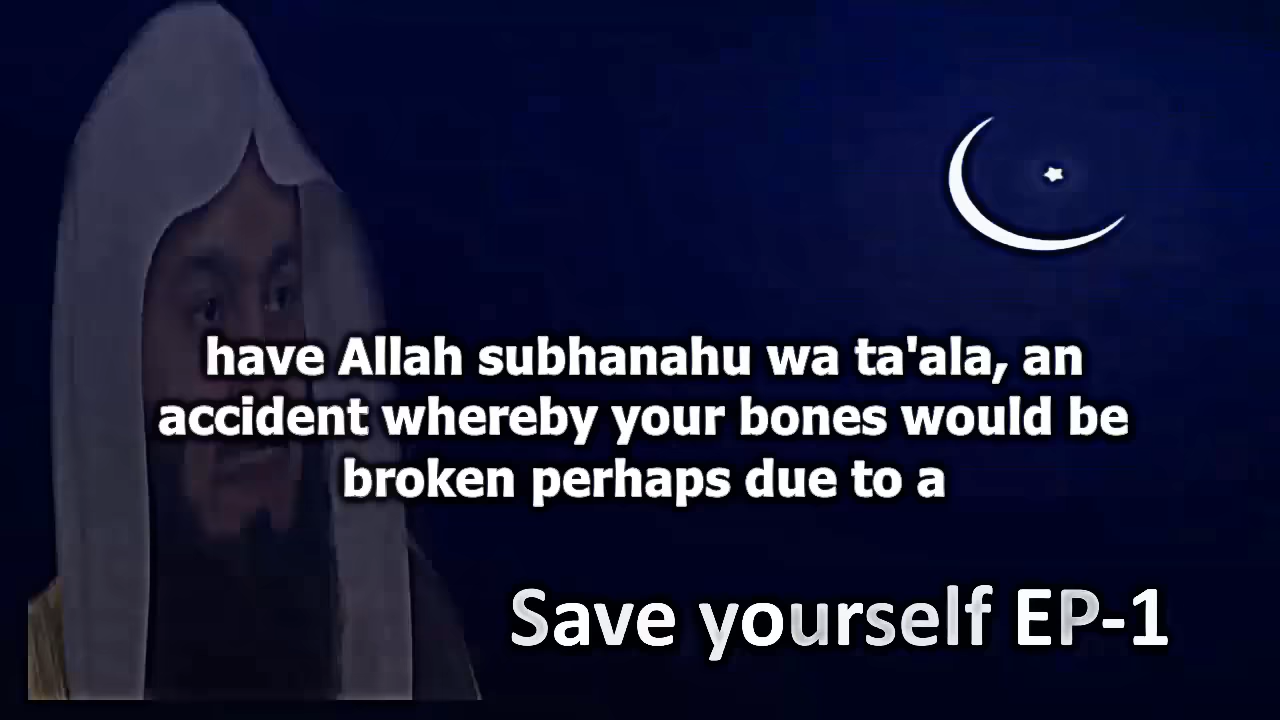 have Allah subhanahu wa ta'ala, an
accident whereby your bones would be
broken perhaps due to a
Save yourself EP-1